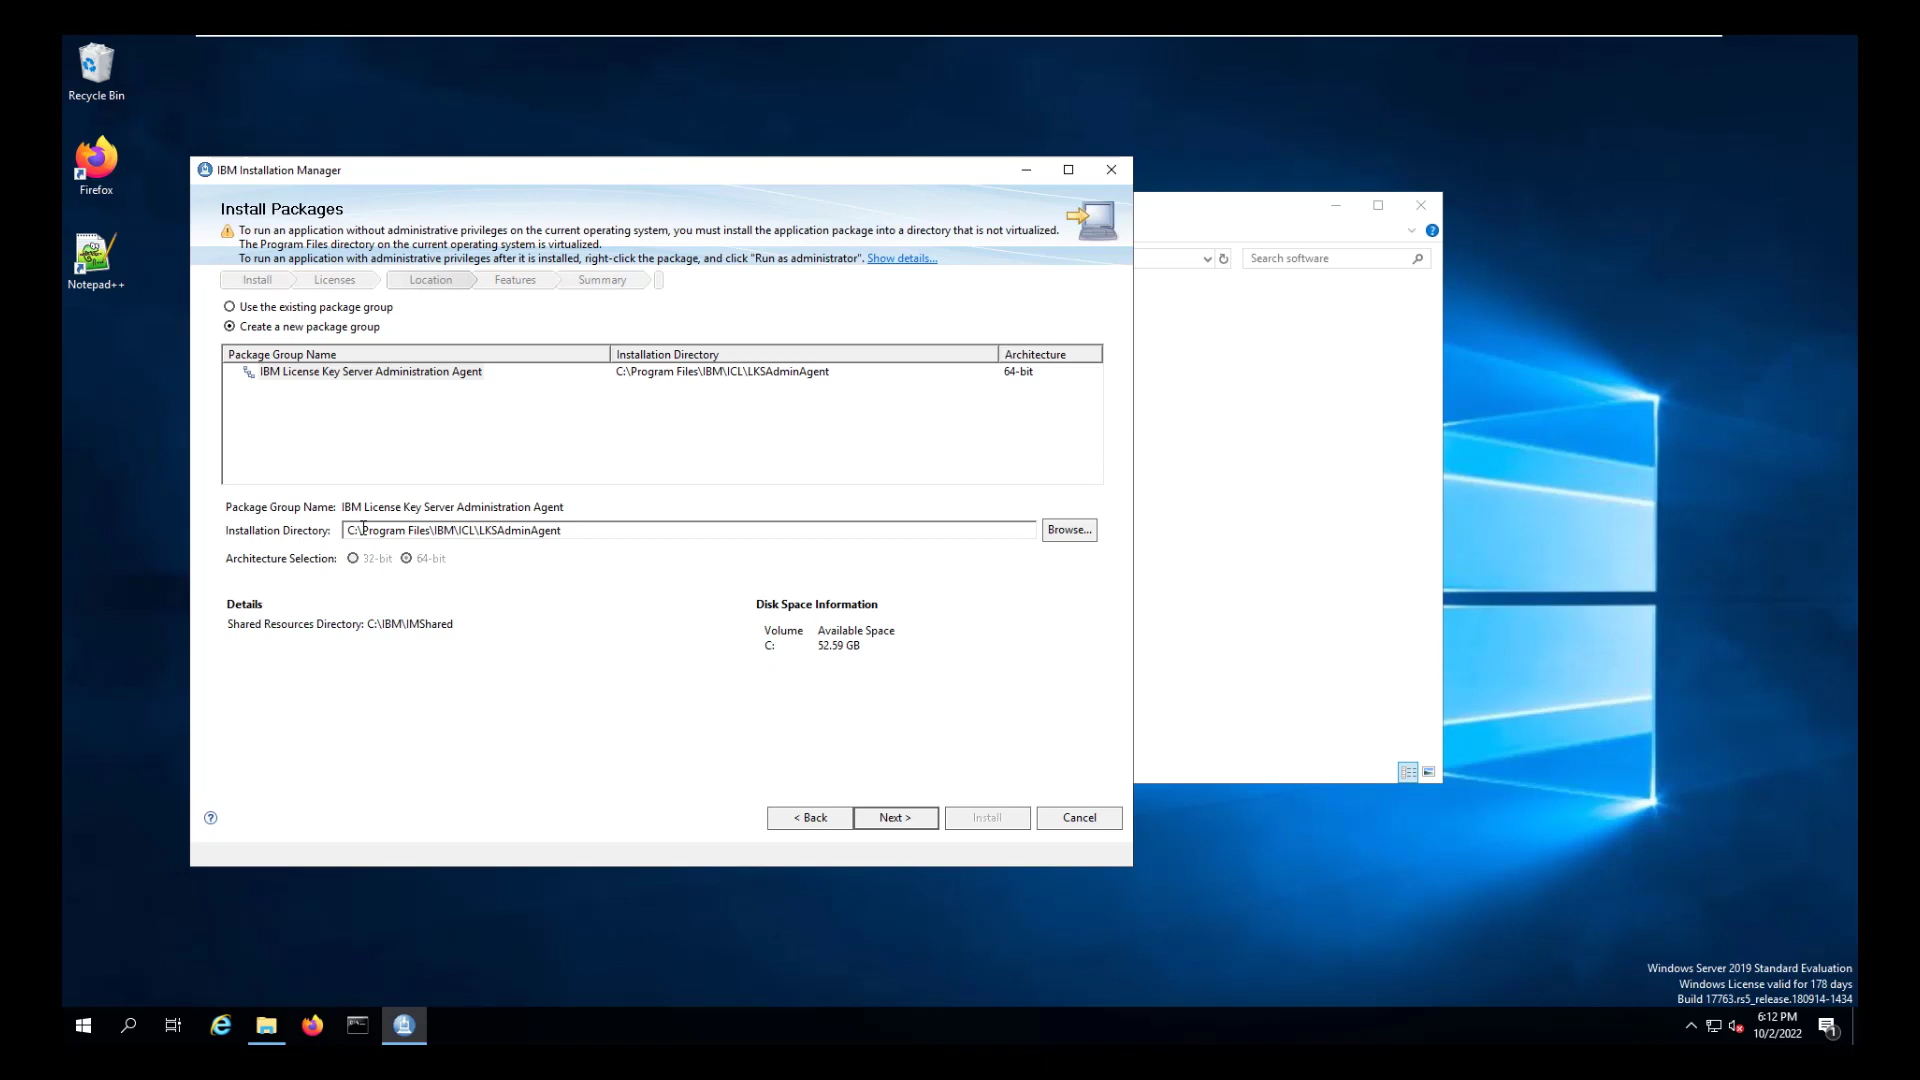 Recycle Bin
Firefox
Notepad++
IBM Installation Manager
Install Packages
To run an application without administrative privileges on the current operating system, you must install the application package into a directory that is not virtualized.
The Program Files directory on the current operating system is virtualized.
To run an application with administrative privileges after it is installed, right-click the package, and click "Run as administrator". Show details...
Install
Licenses
Location
Features
Summary
Use the existing package group
Create a new package group
Package Group Name Installation Directory Architecture
IBM License Key Server Administration Agent C:\Program Files\IBM\ICL\LKSAdminAgent 64-bit
Package Group Name: IBM License Key Server Administration Agent
Installation Directory: C:\Program Files\IBM\ICL\LKSAdminAgent Browse...
Architecture Selection: 32-bit 64-bit
Details
Shared Resources Directory: C:\IBM\IMShared
Disk Space Information
Volume Available Space
C: 52.59 GB
< Back
Next >
Install
Cancel
Search software
Windows Server 2019 Standard Evaluation
Windows License valid for 178 days
Build 17763.rs5_release.180914-1434
6:12 PM
10/2/2022
1